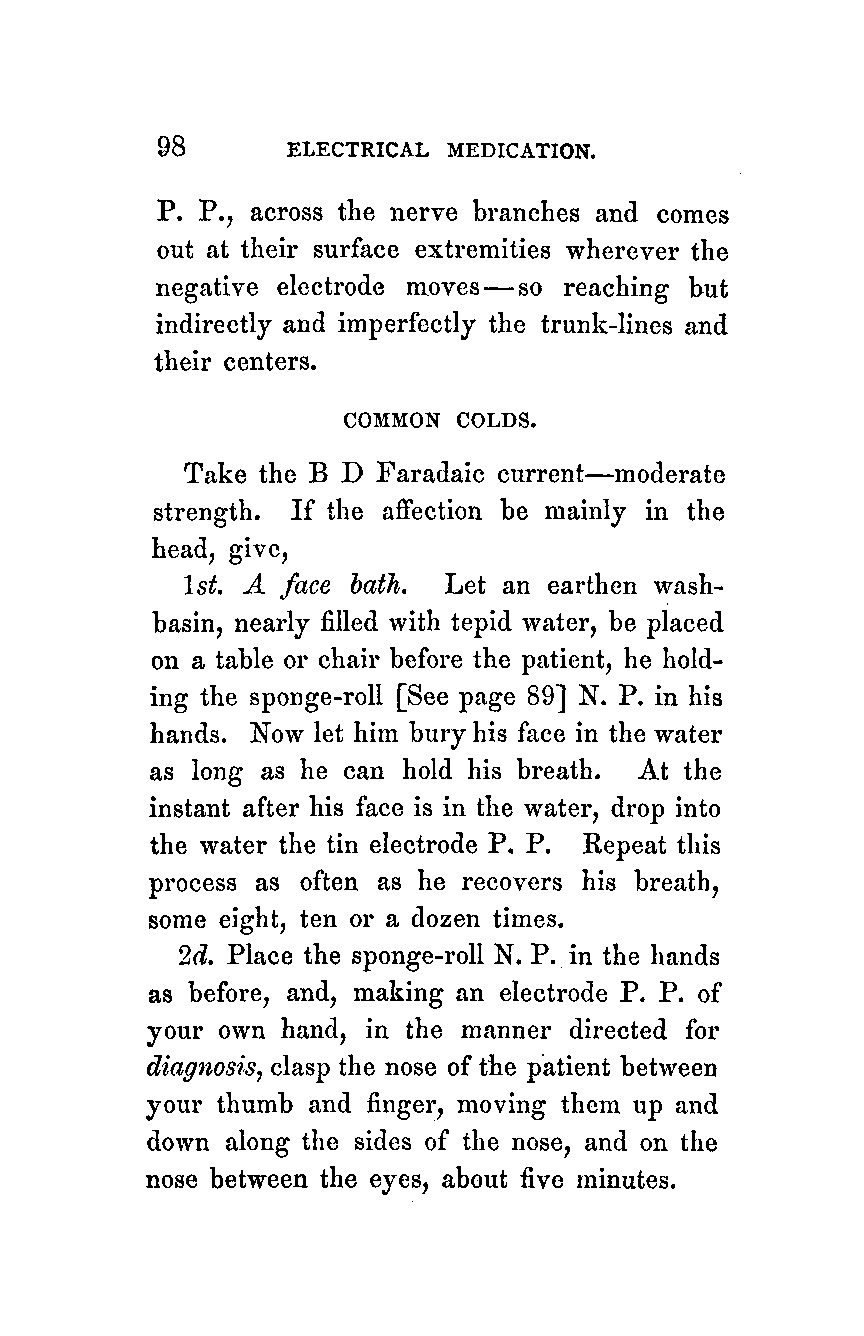 98 ELECTRICAL MEDICATION.
P. P., across the nerve branches and comes
out at their surface extremities wherever the
negative electrode moves—so reaching but
indirectly and imperfectly the trunk-lines and
their centers.
COMMON COLDS.
Take the B D Faradaic current—moderate
strength. If the affection be mainly in the
head, give,
1st. A face bath. Let an earthen wash-
basin, nearly filled with tepid water, be placed
on a table or chair before the patient, he hold-
ing the sponge-roll [See page 89] N. P. in his
hands. Now let him bury his face in the water
as long as he can hold his breath. At the
instant after his face is in the water, drop into
the water the tin electrode P. P. Repeat this
process as often as he recovers his breath,
some eight, ten or a dozen times.
2d. Place the sponge-roll N. P. in the hands
as before, and, making an electrode P. P. of
your own hand, in the manner directed for
diagnosis, clasp the nose of the patient between
your thumb and finger, moving them up and
down along the sides of the nose, and on the
nose between the eyes, about five minutes.